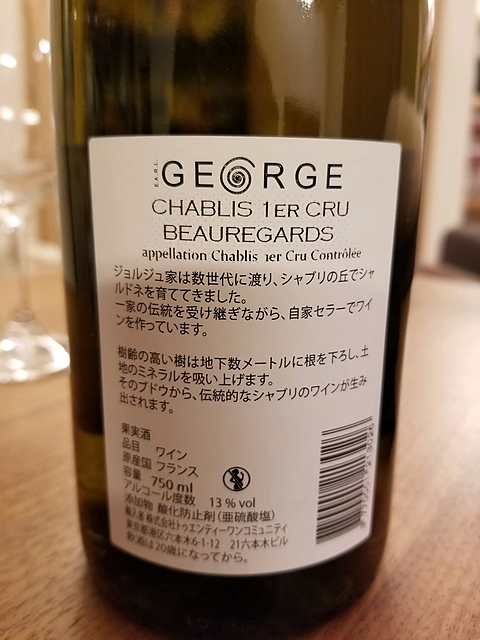 E.A.R.L.
GEORGE
CHABLIS 1ER CRU
BEAUREGARDS
appellation Chablis 1er Cru Contrôlée
ジョルジュ家は数世代に渡り、シャブリの丘でシャ
ルドネを育ててきました。
一家の伝統を受け継ぎながら、自家セラーでワイ
ンを作っています。
樹齢の高い樹は地下数メートルに根を下ろし、土
地のミネラルを吸い上げます。
そのブドウから、伝統的なシャブリのワインが生み
出されます。
果実酒
品目 ワイン
原産国 フランス
容量 750 ml
アルコール度数 13 % vol
添加物 酸化防止剤（亜硫酸塩）
輸入者 株式会社トゥエンティーワンコミュニティ
東京都港区六本木6-1-12 21六本木ビル
飲酒は20歳になってから。